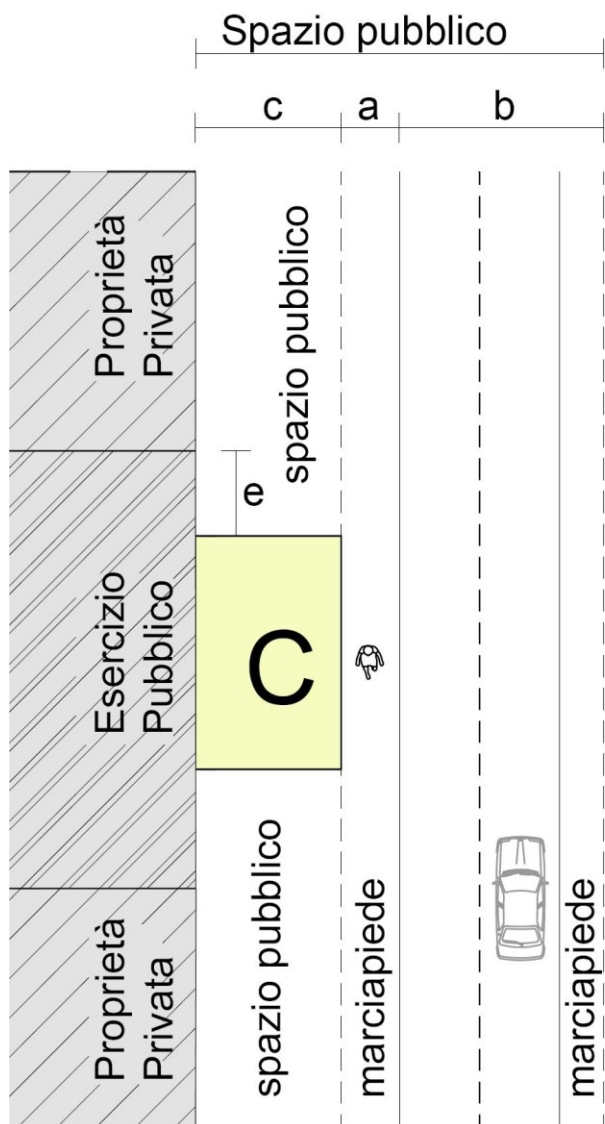 Spazio pubblico
c a b
Proprietà
Privata
spazio pubblico
e
Esercizio
Pubblico
C
Proprietà
Privata
spazio pubblico
marciapiede
marciapiede